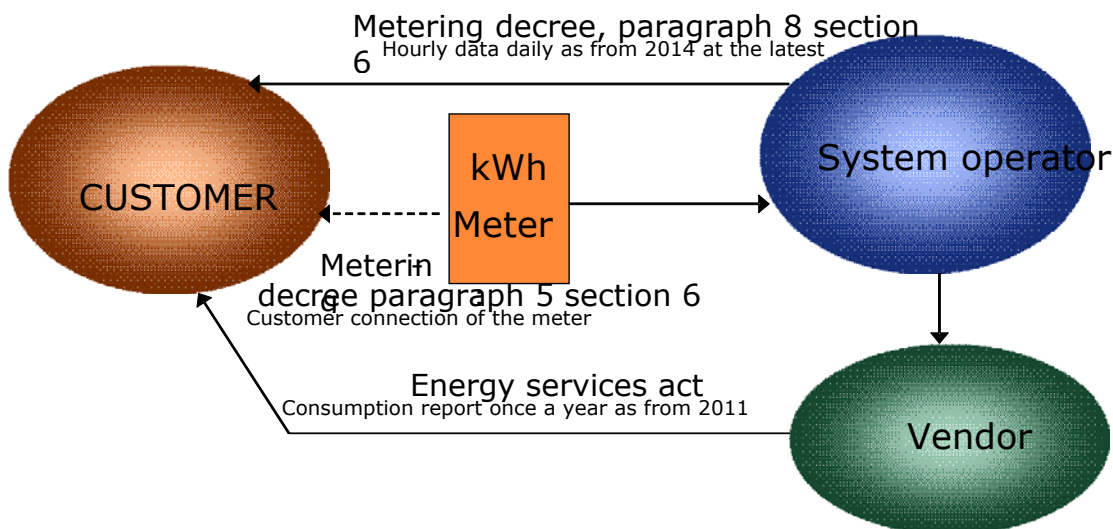 Metering decree, paragraph 8 section
6
Hourly data daily as from 2014 at the latest
CUSTOMER
kWh
Meter
System operator
Meterin
g-
decree paragraph 5 section 6
Customer connection of the meter
Energy services act
Consumption report once a year as from 2011
Vendor